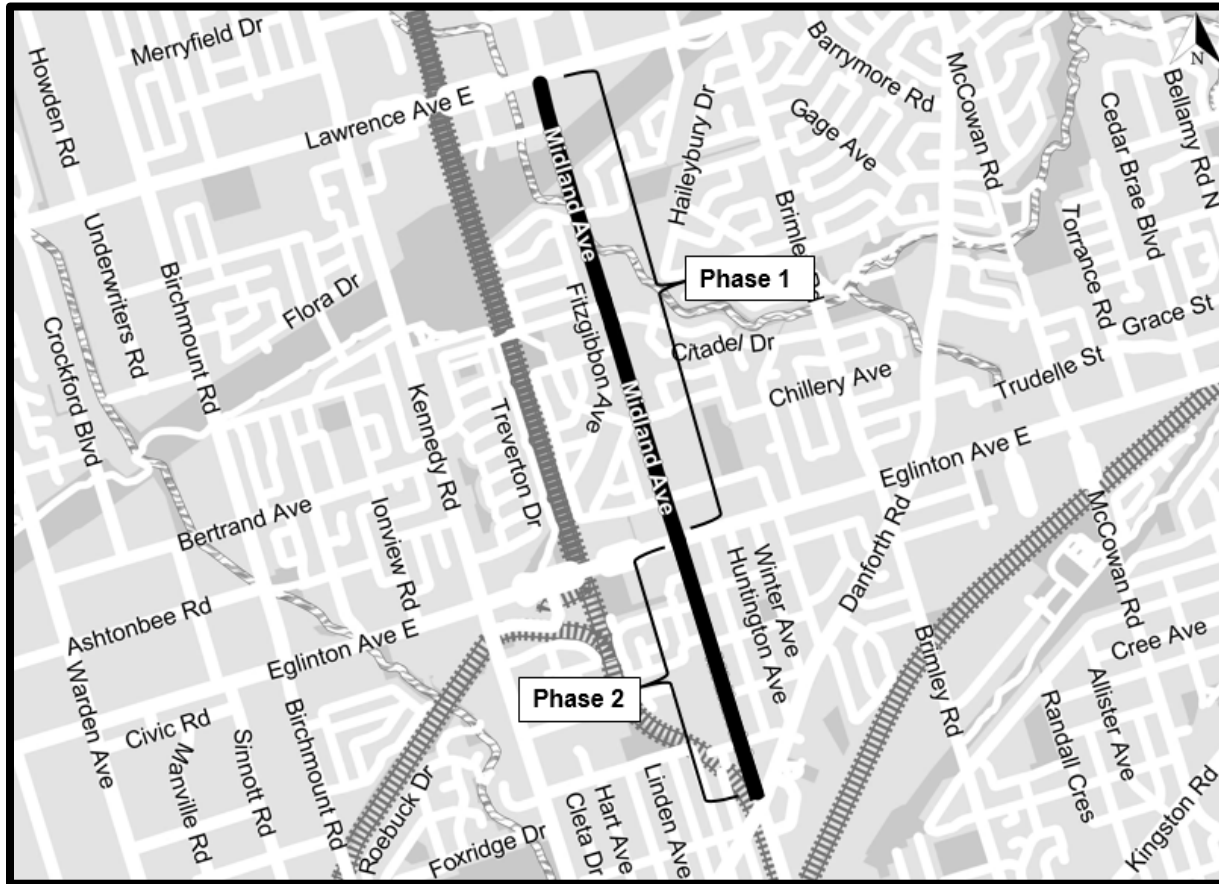 Merryfield Dr
Howden Rd
Lawrence Ave E
Barrymore Rd
McCowan Rd
N
Bellamy Rd N
Cedar Brae Blvd
Gage Ave
Haileybury Dr
Midland Ave
Brimle
Torrance Rd
Underwriters Rd
Birchmount Rd
Flora Dr
Phase 1
Fitzgibbon Ave
Crockford Blvd
Citadel Dr
Grace St
Chillery Ave
Trudelle St
Kennedy Rd
Treverton Dr
Midland Ave
Eglinton Ave E
Bertrand Ave
Ionview Rd
McCowan Rd
Danforth Rd
Winter Ave
Huntington Ave
Ashtonbee Rd
Eglinton Ave E
Brimley Rd
Cree Ave
Allister Ave
Randall Cres
Warden Ave
Civic Rd
Phase 2
Manville Rd
Sinnott Rd
Birchmount Rd
Roebuck Dr
Foxridge Dr
Hart Ave
Cleta Dr
Linden Ave
Kingston Rd